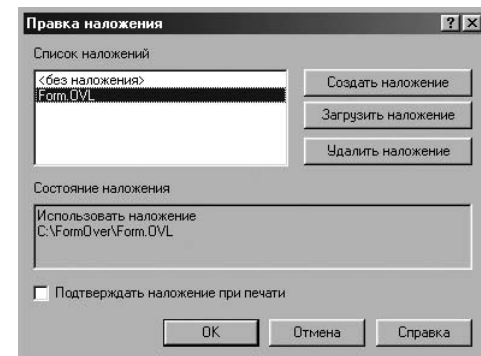 Правка наложения
Список наложений
<без наложения>
Form.OVL
Создать наложение
Загрузить наложение
Удалить наложение
Состояние наложения
Использовать наложение
C:\FormOver\Form.OVL
Подтверждать наложение при печати
OK
Отмена
Справка